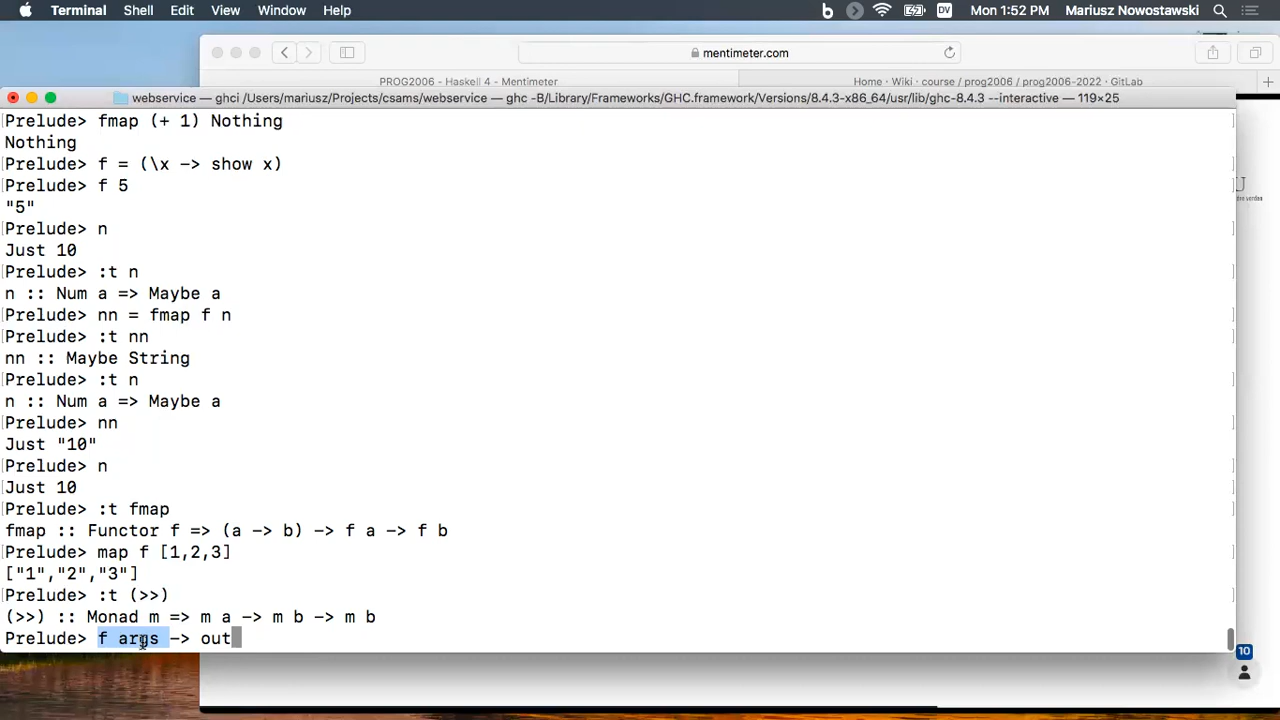 Terminal Shell Edit View Window Help DV Mon 1:52 PM Mariusz Nowostawski
mentimeter.com
PROG2006 - Haskell 4 - Mentimeter Home · Wiki · course / prog2006 / prog2006-2022 · GitLab
webservice — ghci /Users/mariusz/Projects/csams/webservice — ghc -B/Library/Frameworks/GHC.framework/Versions/8.4.3-x86_64/usr/lib/ghc-8.4.3 --interactive — 119×25
Prelude> fmap (+ 1) Nothing
Nothing
Prelude> f = (\x -> show x)
Prelude> f 5
"5"
Prelude> n
Just 10
Prelude> :t n
n :: Num a => Maybe a
Prelude> nn = fmap f n
Prelude> :t nn
nn :: Maybe String
Prelude> :t n
n :: Num a => Maybe a
Prelude> nn
Just "10"
Prelude> n
Just 10
Prelude> :t fmap
fmap :: Functor f => (a -> b) -> f a -> f b
Prelude> map f [1,2,3]
["1","2","3"]
Prelude> :t (>>)
(>>) :: Monad m => m a -> m b -> m b
Prelude> f args -> out
10